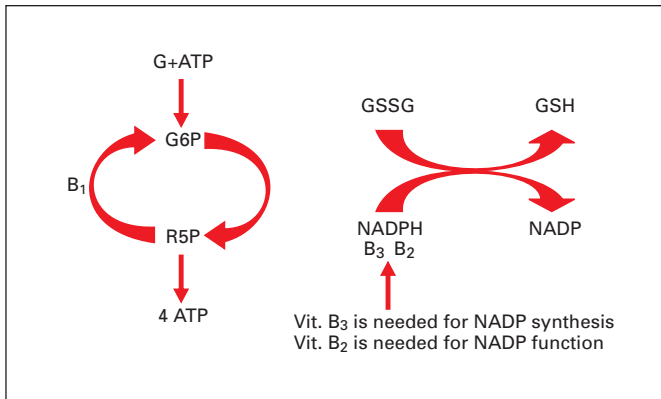 G+ATP
G6P
B₁
R5P
4 ATP
GSSG GSH
NADPH NADP
B₃ B₂
Vit. B₃ is needed for NADP synthesis
Vit. B₂ is needed for NADP function